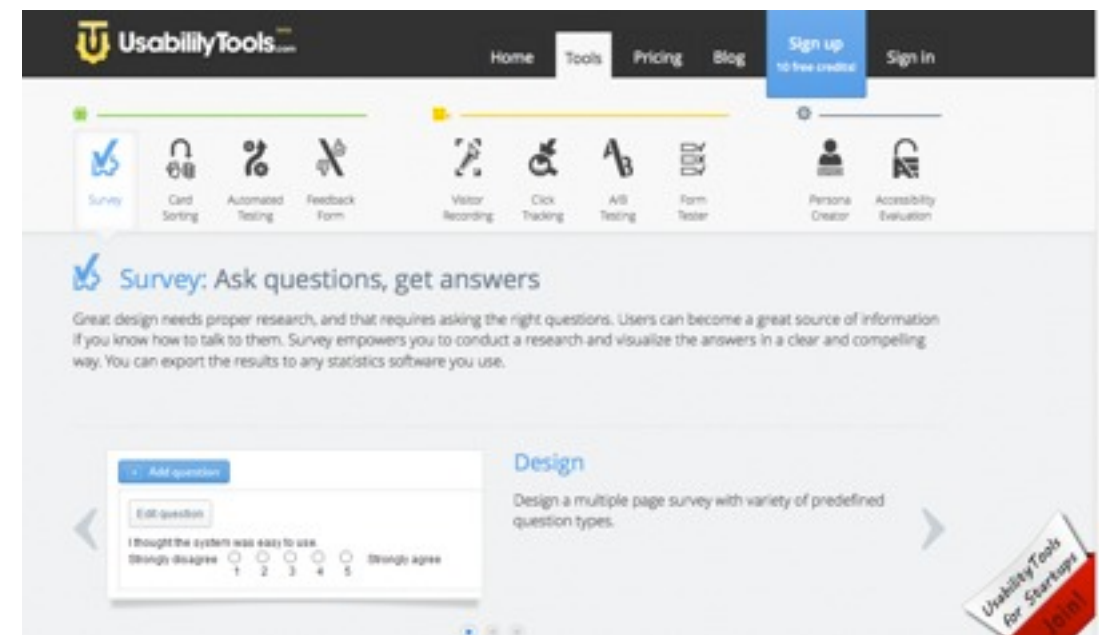 UsabilityTools.com
Home Tools Pricing Blog Sign up Sign in
10 free credits!
Survey Card Sorting Automated Testing Feedback Form Visitor Recording Click Tracking A/B Testing Form Tester Persona Creator Accessibility Evaluation
Survey: Ask questions, get answers
Great design needs proper research, and that requires asking the right questions. Users can become a great source of information
if you know how to talk to them. Survey empowers you to conduct a research and visualize the answers in a clear and compelling
way. You can export the results to any statistics software you use.
Add question
Edit question
I thought the system was easy to use.
Strongly disagree Strongly agree
1 2 3 4 5
Design
Design a multiple page survey with variety of predefined
question types.
UsabilityTools
for Startups
Join!